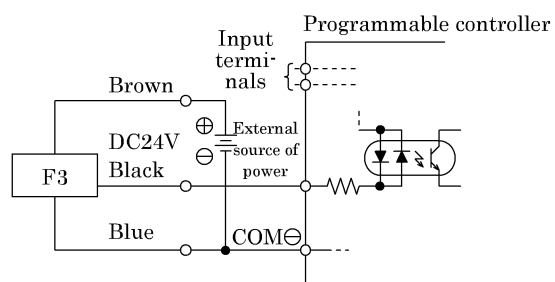 Programmable controller
Input
termi-
nals
Brown
⊕
DC24V
⊖
External
source of
power
F3
Black
Blue
COM⊖